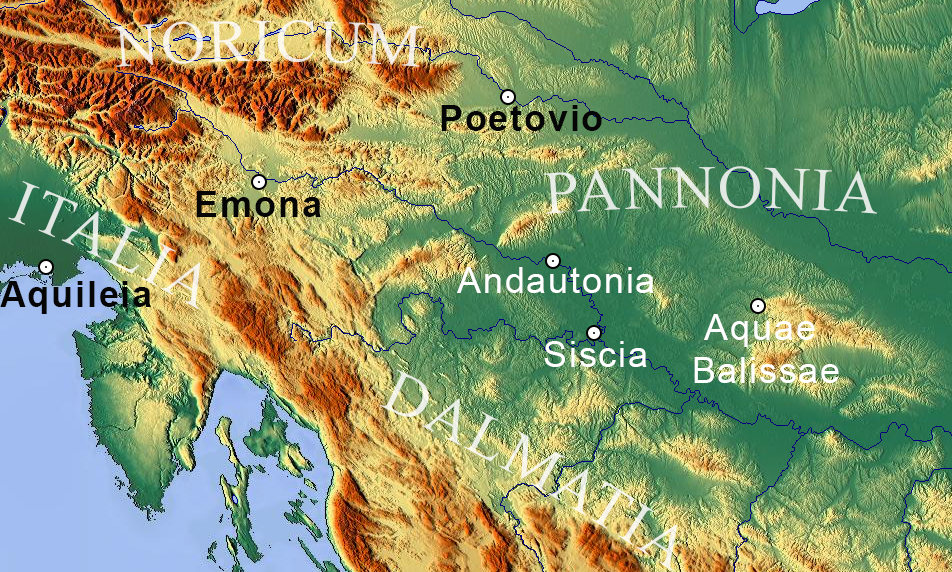 NORICUM
Poetovio
PANNONIA
Emona
ITALIA
Aquileia
Andautonia
Aquae
Balissae
Siscia
DALMATIA